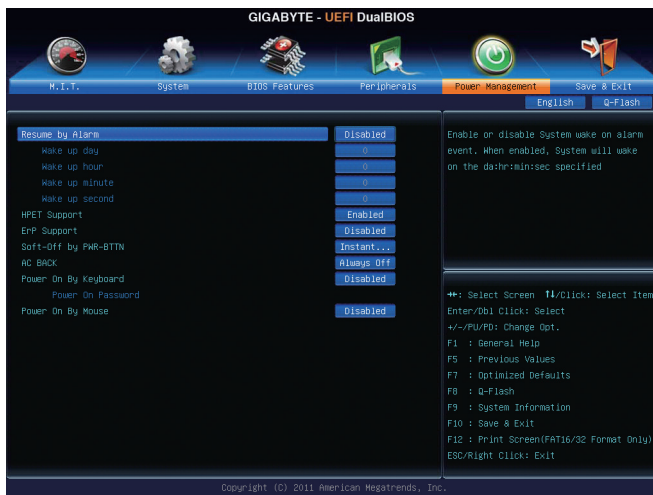 GIGABYTE - UEFI DualBIOS
M.I.T. System BIOS Features Peripherals Power Management Save & Exit
English Q-Flash
Resume by Alarm Disabled
Wake up day 0
Wake up hour 0
Wake up minute 0
Wake up second 0
HPET Support Enabled
ErP Support Disabled
Soft-Off by PWR-BTTN Instant...
AC BACK Always Off
Power On By Keyboard Disabled
Power On Password
Power On By Mouse Disabled
Enable or disable System wake on alarm
event. When enabled, System will wake
on the da:hr:min:sec specified
→←: Select Screen ↑↓/Click: Select Item
Enter/Dbl Click: Select
+/-/PU/PD: Change Opt.
F1 : General Help
F5 : Previous Values
F7 : Optimized Defaults
F8 : Q-Flash
F9 : System Information
F10 : Save & Exit
F12 : Print Screen(FAT16/32 Format Only)
ESC/Right Click: Exit
Copyright (C) 2011 American Megatrends, Inc.